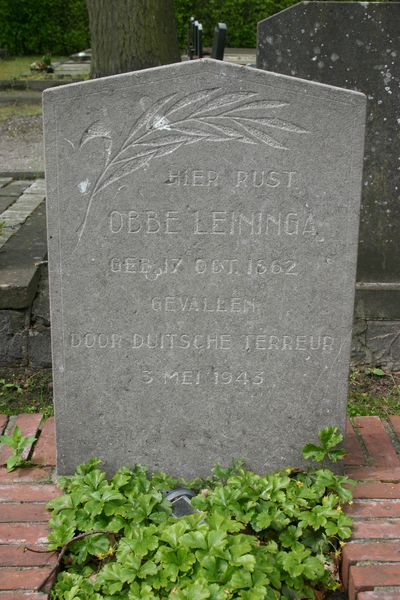 HIER RUST
OBBE LEININGA
GEB. 17 OCT. 1862
GEVALLEN
DOOR DUITSCHE TERREUR
3 MEI 1943